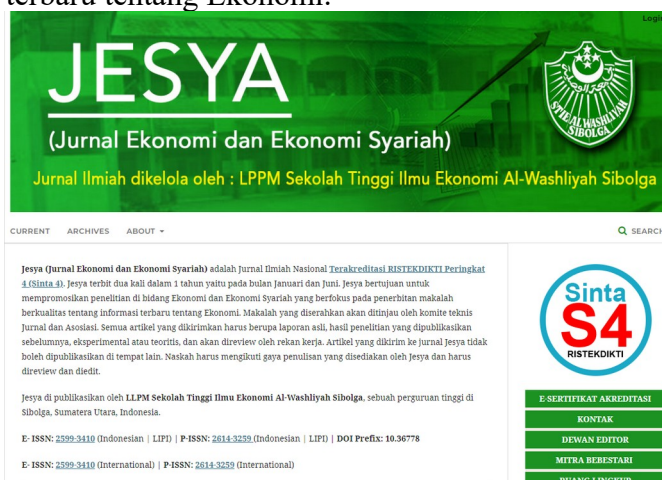 terbaru tentang Ekonomi.
Login
JESYA
(Jurnal Ekonomi dan Ekonomi Syariah)
Jurnal Ilmiah dikelola oleh : LPPM Sekolah Tinggi Ilmu Ekonomi Al-Washliyah Sibolga
STIE AL WASHLIYAH
SIBOLGA
CURRENT ARCHIVES ABOUT
SEARCH
Jesya (Jurnal Ekonomi dan Ekonomi Syariah) adalah Jurnal Ilmiah Nasional Terakreditasi RISTEKDIKTI Peringkat
4 (Sinta 4). Jesya terbit dua kali dalam 1 tahun yaitu pada bulan Januari dan Juni. Jesya bertujuan untuk
mempromosikan penelitian di bidang Ekonomi dan Ekonomi Syariah yang berfokus pada penerbitan makalah
berkualitas tentang informasi terbaru tentang Ekonomi. Makalah yang diserahkan akan ditinjau oleh komite teknis
Jurnal dan Asosiasi. Semua artikel yang dikirimkan harus berupa laporan asli, hasil penelitian yang dipublikasikan
sebelumnya, eksperimental atau teoritis, dan akan direview oleh rekan kerja. Artikel yang dikirim ke jurnal Jesya tidak
boleh dipublikasikan di tempat lain. Naskah harus mengikuti gaya penulisan yang disediakan oleh Jesya dan harus
direview dan diedit.
Jesya di publikasikan oleh LLPM Sekolah Tinggi Ilmu Ekonomi Al-Washliyah Sibolga, sebuah perguruan tinggi di
Sibolga, Sumatera Utara, Indonesia.
E- ISSN: 2599-3410 (Indonesian | LIPI) | P-ISSN: 2614-3259 (Indonesian | LIPI) | DOI Prefix: 10.36778
E- ISSN: 2599-3410 (International) | P-ISSN: 2614-3259 (International)
Sinta
S4
RISTEKDIKTI
E-SERTIFIKAT AKREDITASI
KONTAK
DEWAN EDITOR
MITRA BEBESTARI
RUANG LINGKUP